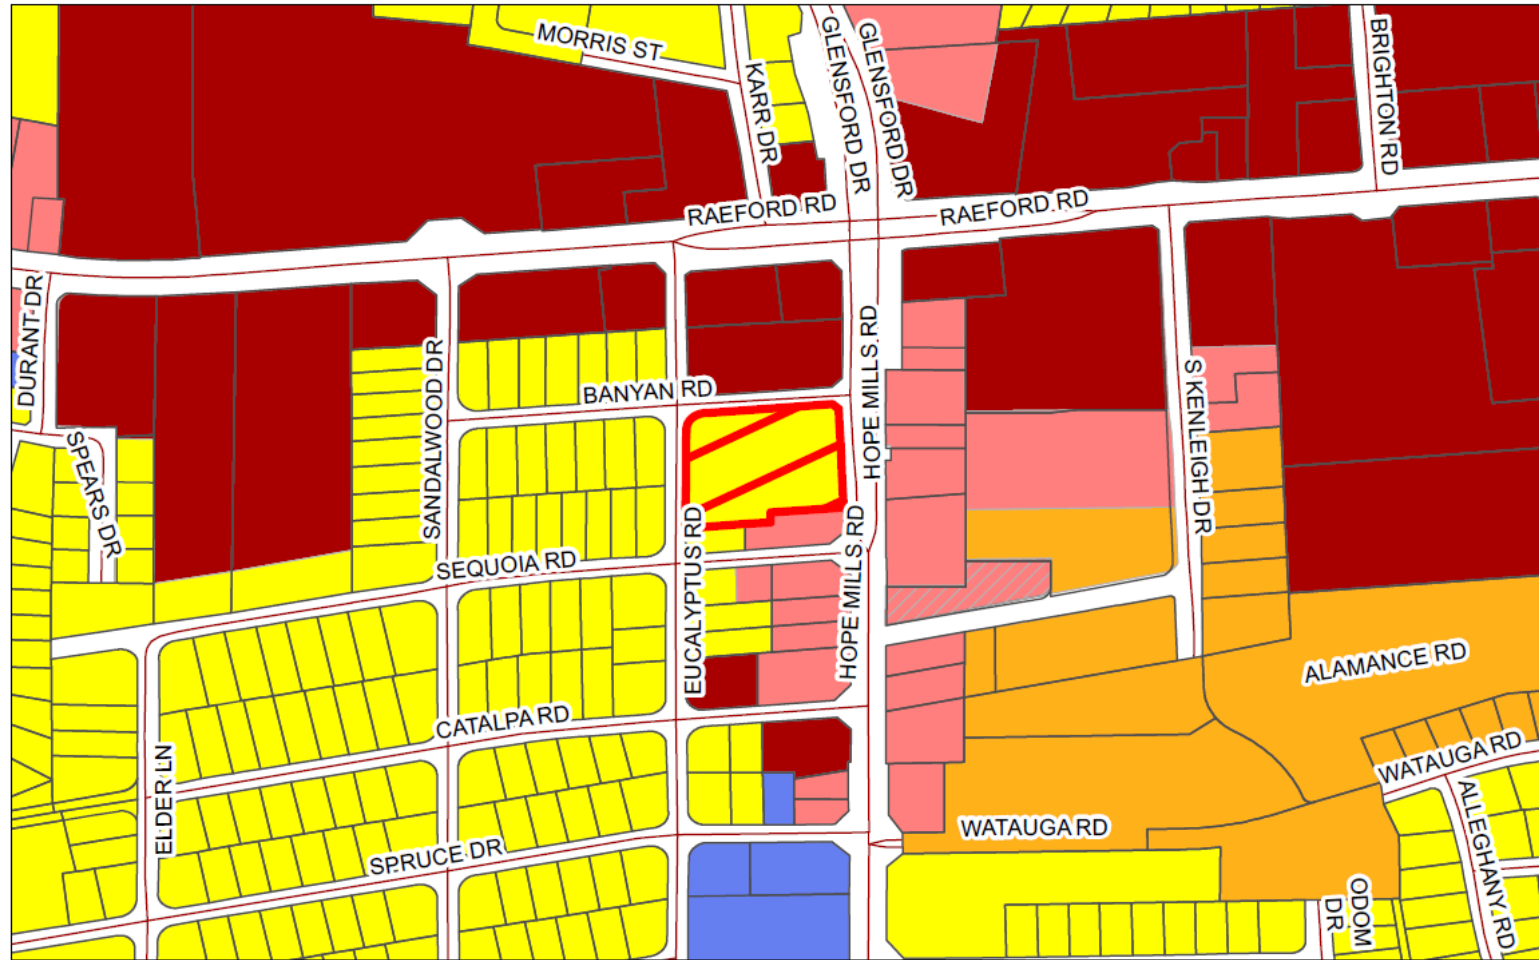 MORRIS ST
KARR DR
GLENSFORD DR
GLENSFORD DR
BRIGHTON RD
RAEFORD RD
RAEFORD RD
DURANT DR
SANDALWOOD DR
BANYAN RD
HOPE MILLS RD
S KENLEIGH DR
SPEARS DR
SEQUOIA RD
EUCALYPTUS RD
HOPE MILLS RD
ALAMANCE RD
CATALPA RD
ELDER LN
WATAUGA RD
SPRUCE DR
WATAUGA RD
ALLEGHANY RD
ODOM
DR